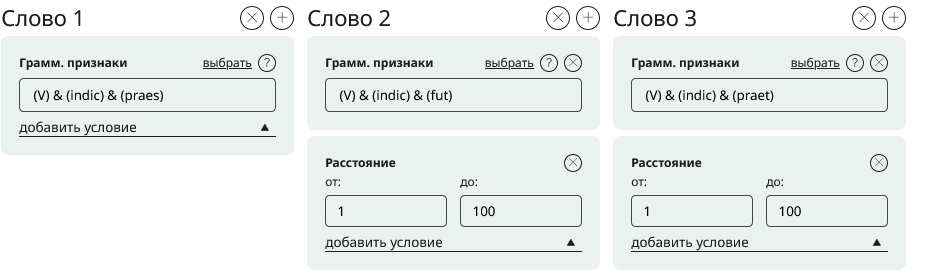 Слово 1
Грамм. признаки выбрать ?
(V) & (indic) & (praes)
добавить условие
Слово 2
Грамм. признаки выбрать ?
(V) & (indic) & (fut)
Расстояние
от: до:
1 100
добавить условие
Слово 3
Грамм. признаки выбрать ?
(V) & (indic) & (praet)
Расстояние
от: до:
1 100
добавить условие